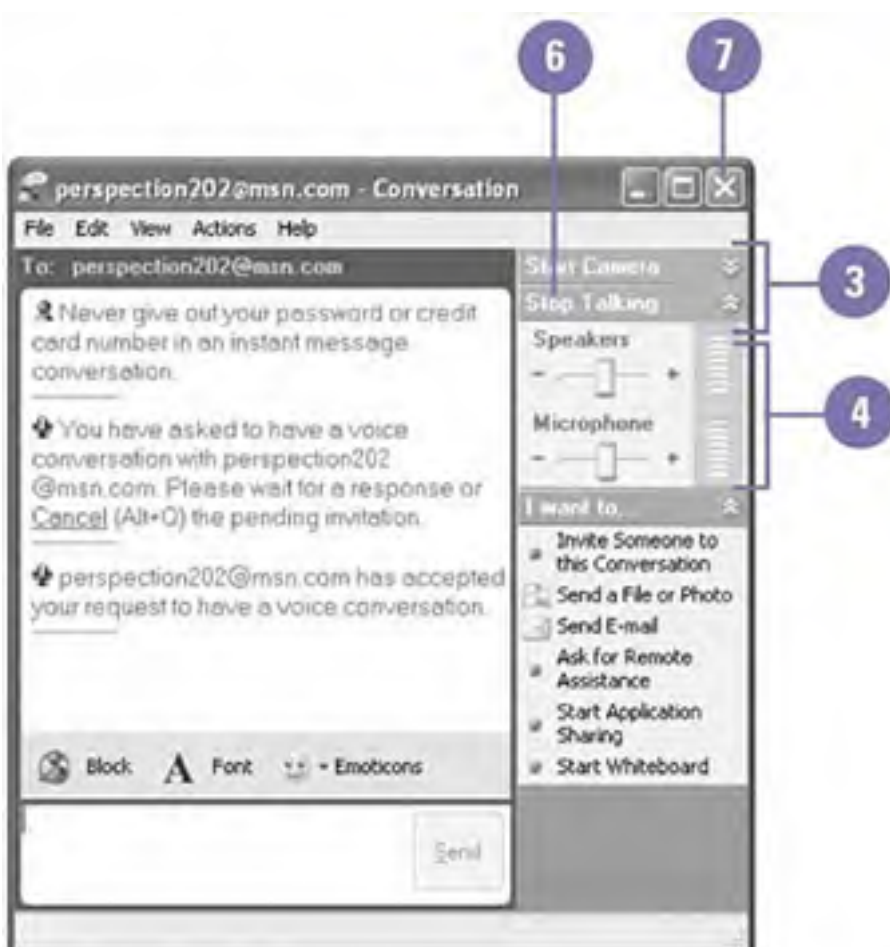 6
7
perspection202@msn.com - Conversation
File Edit View Actions Help
To: perspection202@msn.com
Start Camera
3
Stop Talking
Never give out your password or credit
card number in an instant message
conversation.
Speakers
- +
4
You have asked to have a voice
conversation with perspection202
@msn.com. Please wait for a response or
Cancel (Alt+Q) the pending invitation.
Microphone
- +
perspection202@msn.com has accepted
your request to have a voice conversation.
I want to...
Invite Someone to
this Conversation
Send a File or Photo
Send E-mail
Ask for Remote
Assistance
Start Application
Sharing
Start Whiteboard
Block A Font Emoticons
Send